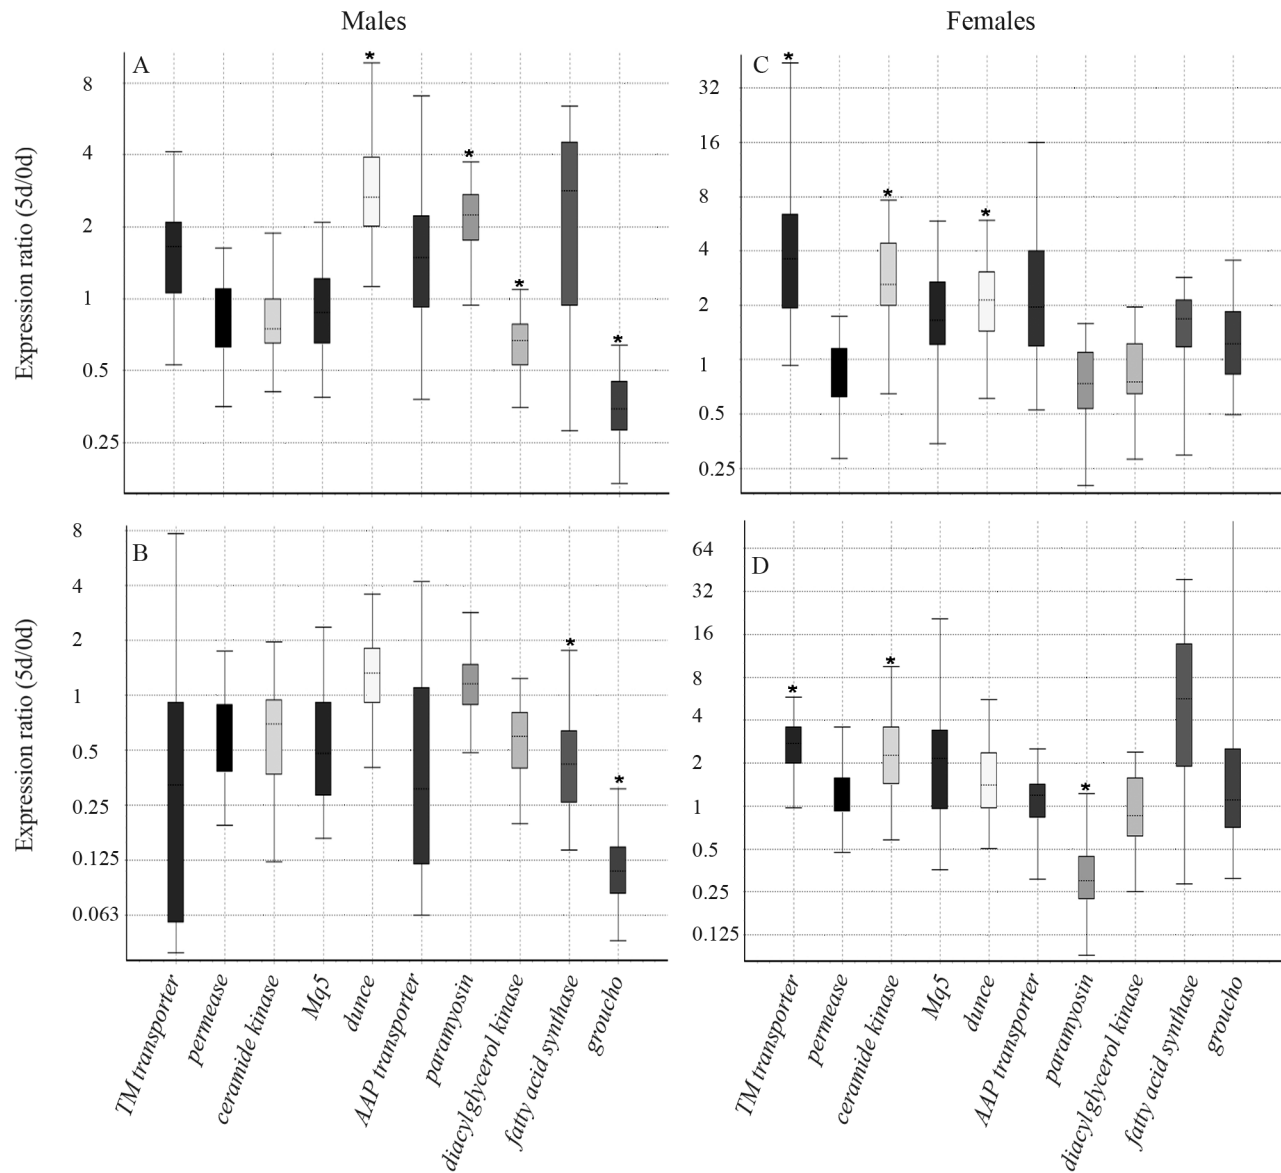 Males
Females
A
*
*
*
*
8
4
2
1
0.5
0.25
Expression ratio (5d/0d)
C
*
*
*
32
16
8
4
2
1
0.5
0.25
B
*
*
8
4
2
1
0.5
0.25
0.125
0.063
Expression ratio (5d/0d)
D
*
*
*
64
32
16
8
4
2
1
0.5
0.25
0.125
TM transporter
permease
ceramide kinase
Mq5
dunce
AAP transporter
paramyosin
diacylglycerol kinase
fatty acid synthase
groucho
TM transporter
permease
ceramide kinase
Mq5
dunce
AAP transporter
paramyosin
diacylglycerol kinase
fatty acid synthase
groucho